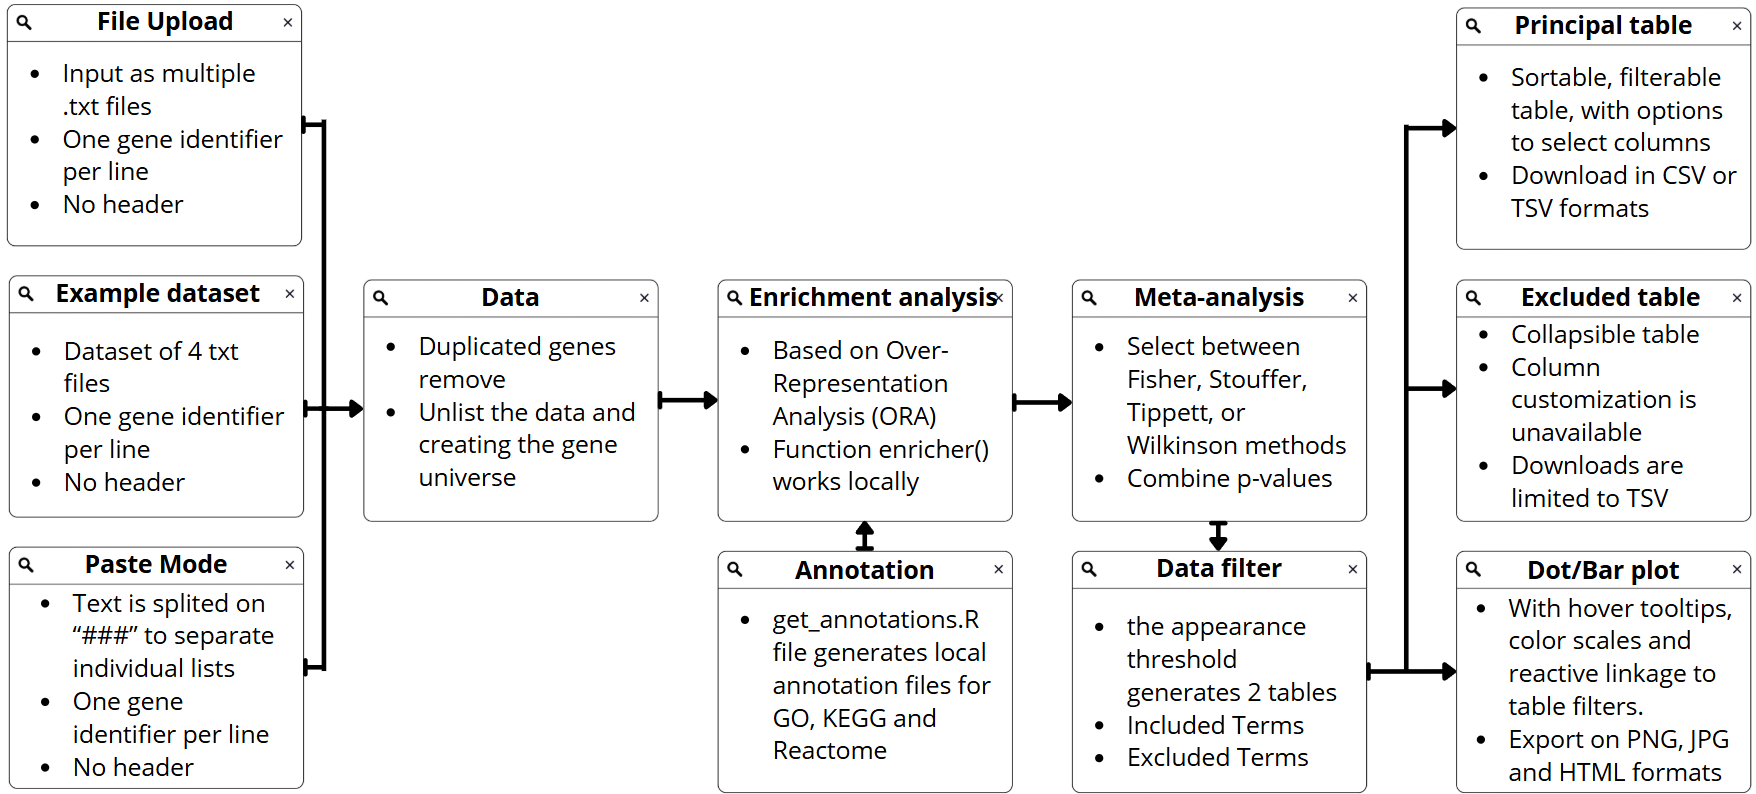 File Upload
• Input as multiple
.txt files
• One gene identifier
per line
• No header
Example dataset
• Dataset of 4 txt
files
• One gene identifier
per line
• No header
Paste Mode
• Text is splited on
“###” to separate
individual lists
• One gene
identifier per line
• No header
Data
• Duplicated genes
remove
• Unlist the data and
creating the gene
universe
Enrichment analysis
• Based on Over-
Representation
Analysis (ORA)
• Function enricher()
works locally
Annotation
• get_annotations.R
file generates local
annotation files for
GO, KEGG and
Reactome
Meta-analysis
• Select between
Fisher, Stouffer,
Tippett, or
Wilkinson methods
• Combine p-values
Data filter
• the appearance
threshold
generates 2 tables
• Included Terms
• Excluded Terms
Principal table
• Sortable, filterable
table, with options
to select columns
• Download in CSV or
TSV formats
Excluded table
• Collapsible table
• Column
customization is
unavailable
• Downloads are
limited to TSV
Dot/Bar plot
• With hover tooltips,
color scales and
reactive linkage to
table filters.
• Export on PNG, JPG
and HTML formats